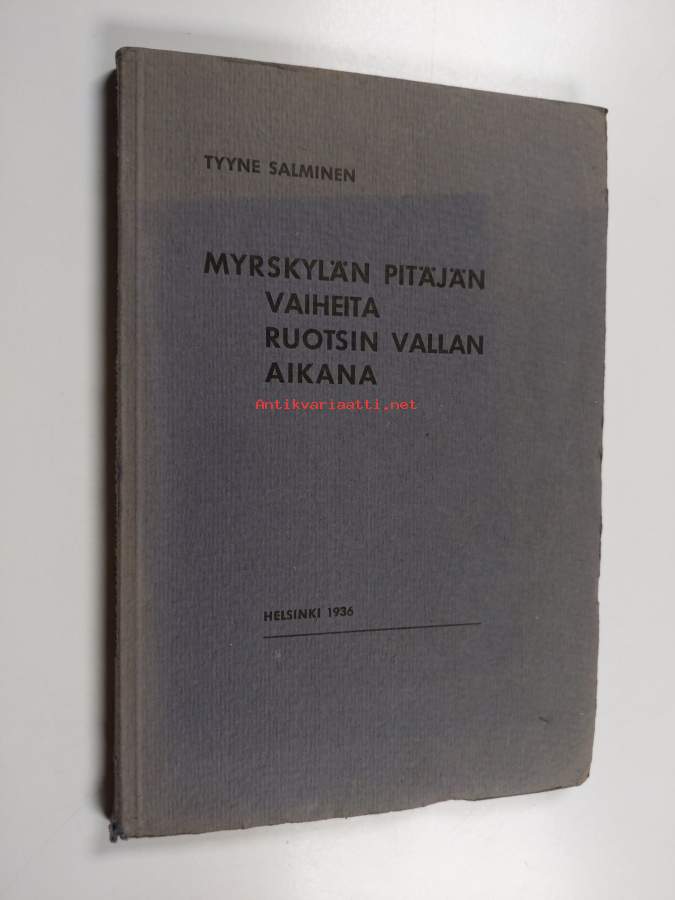 TYYNE SALMINEN
MYRSKYLÄN PITÄJÄN
VAIHEITA
RUOTSIN VALLAN
AIKANA
Antikvariaatti.net
HELSINKI 1936